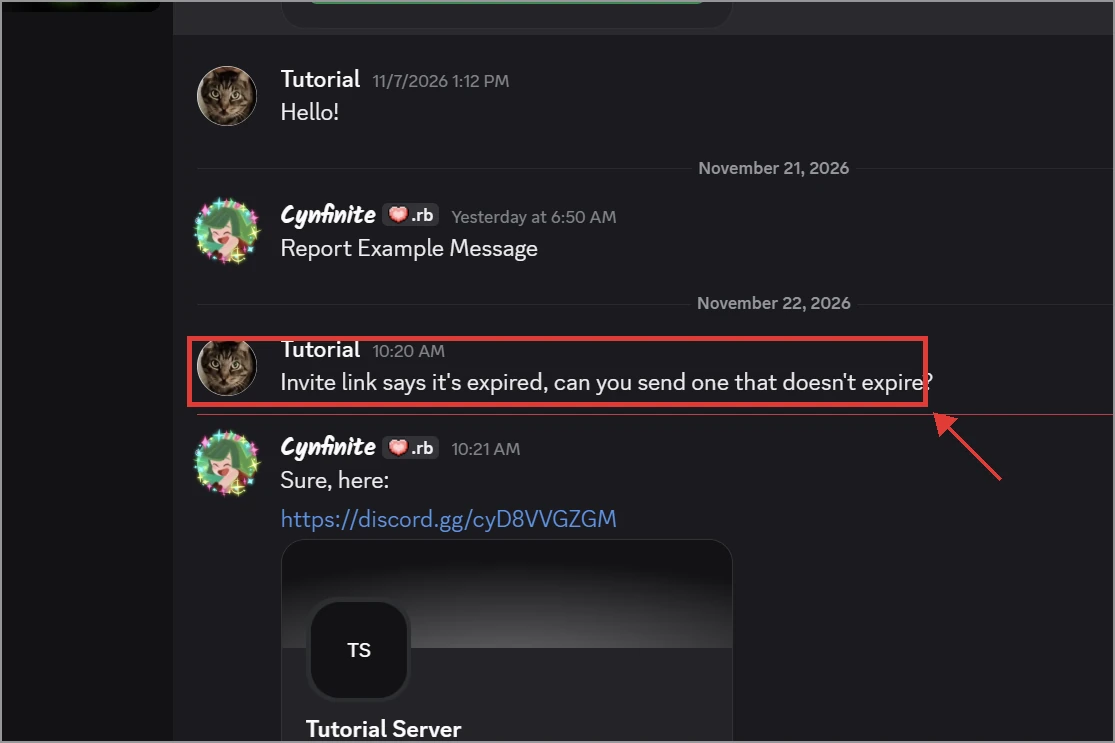 Tutorial 11/7/2026 1:12 PM
Hello!
November 21, 2026
Cynfinite .rb Yesterday at 6:50 AM
Report Example Message
November 22, 2026
Tutorial 10:20 AM
Invite link says it's expired, can you send one that doesn't expire?
Cynfinite .rb 10:21 AM
Sure, here:
https://discord.gg/cyD8VVGZGM
TS
Tutorial Server